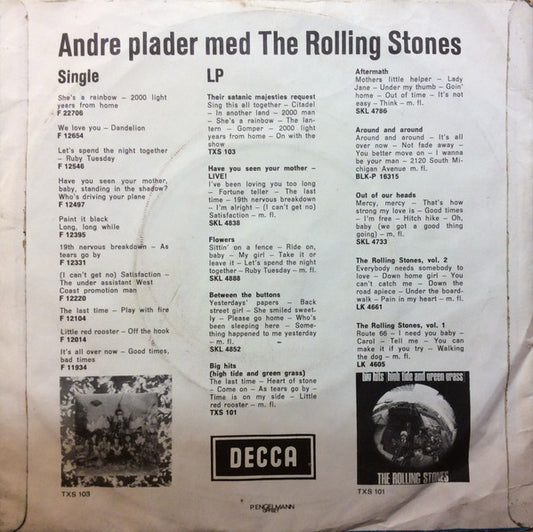 Andre plader med The Rolling Stones
Single
She's a rainbow – 2000 light
years from home
F 22706
We love you – Dandelion
F 12654
Let's spend the night together
– Ruby Tuesday
F 12546
Have you seen your mother,
baby, standing in the shadow?
Who's driving your plane
F 12497
Paint it black
Long, long while
F 12395
19th nervous breakdown – As
tears go by
F 12331
(I can't get no) Satisfaction –
The under assistant West
Coast promotion man
F 12220
The last time – Play with fire
F 12104
Little red rooster – Off the hook
F 12014
It's all over now – Good times,
bad times
F 11934
TXS 103
LP
Their satanic majesties request
Sing this all together – Citadel
– In another land – 2000 man
– She's a rainbow – The lan-
tern – Gomper – 2000 light
years from home – On with the
show
TXS 103
Have you seen your mother –
LIVE!
I've been loving you too long
– Fortune teller – The last
time – 19th nervous breakdown
– I'm alright – (I can't get no)
Satisfaction – m. fl.
SKL 4838
Flowers
Sittin' on a fence – Ride on,
baby – My girl – Take it or
leave it – Let's spend the night
together – Ruby Tuesday – m. fl.
SKL 4888
Between the buttons
Yesterdays' papers – Back
street girl – She smiled sweet-
ly – Please go home – Who's
been sleeping here – Some-
thing happened to me yesterday
– m. fl.
SKL 4852
Big hits
(high tide and green grass)
The last time – Heart of stone
– Come on – As tears go by –
Time is on my side – Little
red rooster – m. fl.
TXS 101
DECCA
P. ENGELMANN
Aftermath
Mothers little helper – Lady
Jane – Under my thumb – Goin'
home – Out of time – It's not
easy – Think – m. fl.
SKL 4786
Around and around
Around and around – It's all
over now – Not fade away –
You better move on – I wanna
be your man – 2120 South Mi-
chigan Avenue m. fl.
BLK-P 16315
Out of our heads
Mercy, mercy – That's how
strong my love is – Good times
– I'm free – Hitch hike – Oh,
baby (we got a good thing
going) – m. fl.
SKL 4733
The Rolling Stones, vol. 2
Everybody needs somebody to
love – Down home girl – You
can't catch me – Down the
road apiece – Under the board-
walk – Pain in my heart – m. fl.
LK 4661
The Rolling Stones, vol. 1
Route 66 – I need you baby –
Carol – Tell me – You can
make it if you try – Walking
the dog – m. fl.
LK 4605
big hits [high tide and green grass]
THE ROLLING STONES
TXS 101